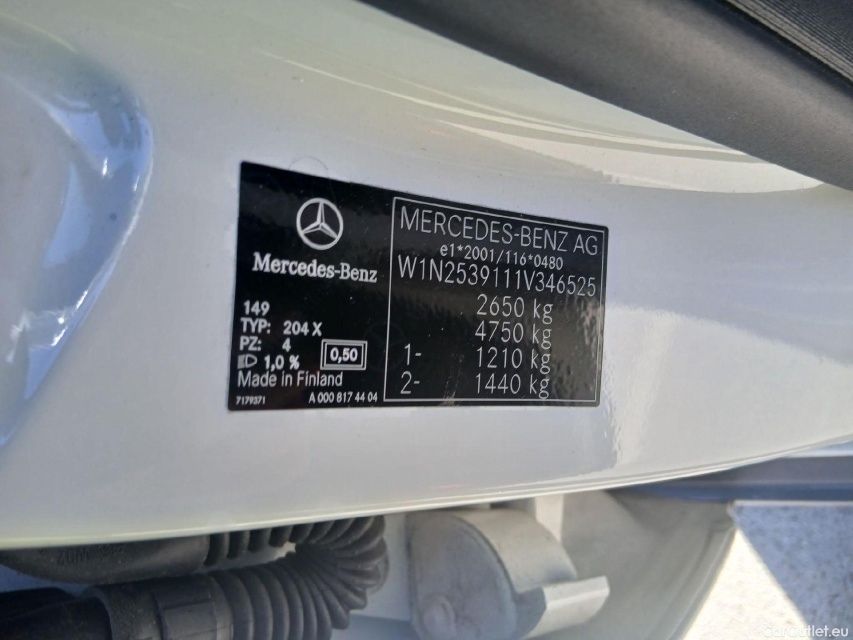 Mercedes-Benz
149
TYP: 204 X
PZ: 4
1,0 % 0,50
Made in Finland
7179371 A 000 817 44 04
MERCEDES-BENZ AG
e1*2001/116*0480
W1N2539111V346525
2650 kg
4750 kg
1- 1210 kg
2- 1440 kg
caroutlet.eu